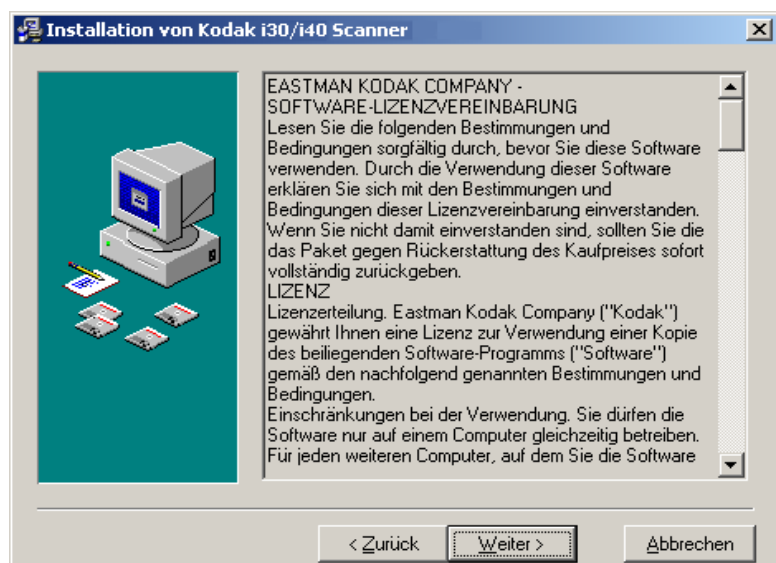 Installation von Kodak i30/i40 Scanner
EASTMAN KODAK COMPANY -
SOFTWARE-LIZENZVEREINBARUNG
Lesen Sie die folgenden Bestimmungen und
Bedingungen sorgfältig durch, bevor Sie diese Software
verwenden. Durch die Verwendung dieser Software
erklären Sie sich mit den Bestimmungen und
Bedingungen dieser Lizenzvereinbarung einverstanden.
Wenn Sie nicht damit einverstanden sind, sollten Sie die
das Paket gegen Rückerstattung des Kaufpreises sofort
vollständig zurückgeben.
LIZENZ
Lizenzerteilung. Eastman Kodak Company ("Kodak")
gewährt Ihnen eine Lizenz zur Verwendung einer Kopie
des beiliegenden Software-Programms ("Software")
gemäß den nachfolgend genannten Bestimmungen und
Bedingungen.
Einschränkungen bei der Verwendung. Sie dürfen die
Software nur auf einem Computer gleichzeitig betreiben.
Für jeden weiteren Computer, auf dem Sie die Software
< Zurück
Weiter >
Abbrechen